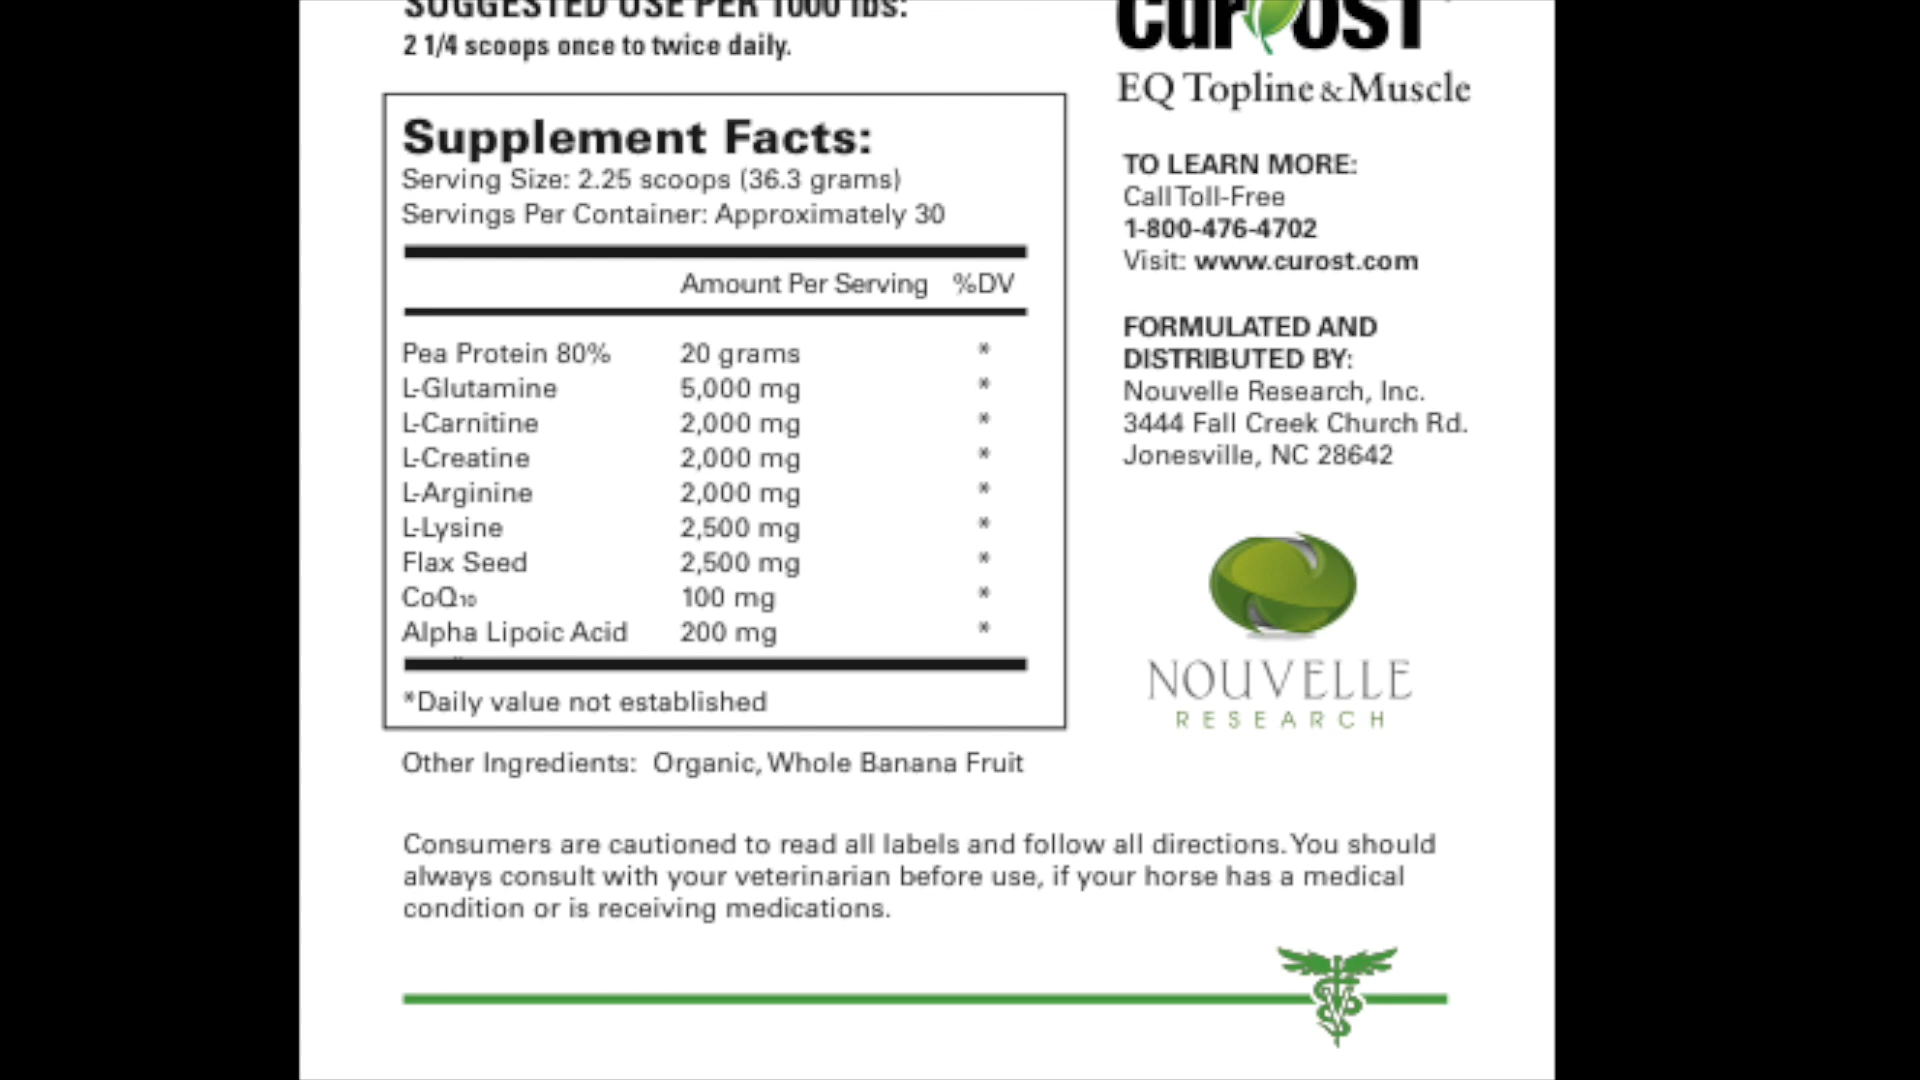 SUGGESTED USE PER 1000 lbs:
2 1/4 scoops once to twice daily.
Supplement Facts:
Serving Size: 2.25 scoops (36.3 grams)
Servings Per Container: Approximately 30
Amount Per Serving %DV
Pea Protein 80% 20 grams *
L-Glutamine 5,000 mg *
L-Carnitine 2,000 mg *
L-Creatine 2,000 mg *
L-Arginine 2,000 mg *
L-Lysine 2,500 mg *
Flax Seed 2,500 mg *
CoQ10 100 mg *
Alpha Lipoic Acid 200 mg *
*Daily value not established
Other Ingredients: Organic, Whole Banana Fruit
CurOST
EQ Topline & Muscle
TO LEARN MORE:
Call Toll-Free
1-800-476-4702
Visit: www.curost.com
FORMULATED AND
DISTRIBUTED BY:
Nouvelle Research, Inc.
3444 Fall Creek Church Rd.
Jonesville, NC 28642
NOUVELLE
RESEARCH
Consumers are cautioned to read all labels and follow all directions. You should
always consult with your veterinarian before use, if your horse has a medical
condition or is receiving medications.
V